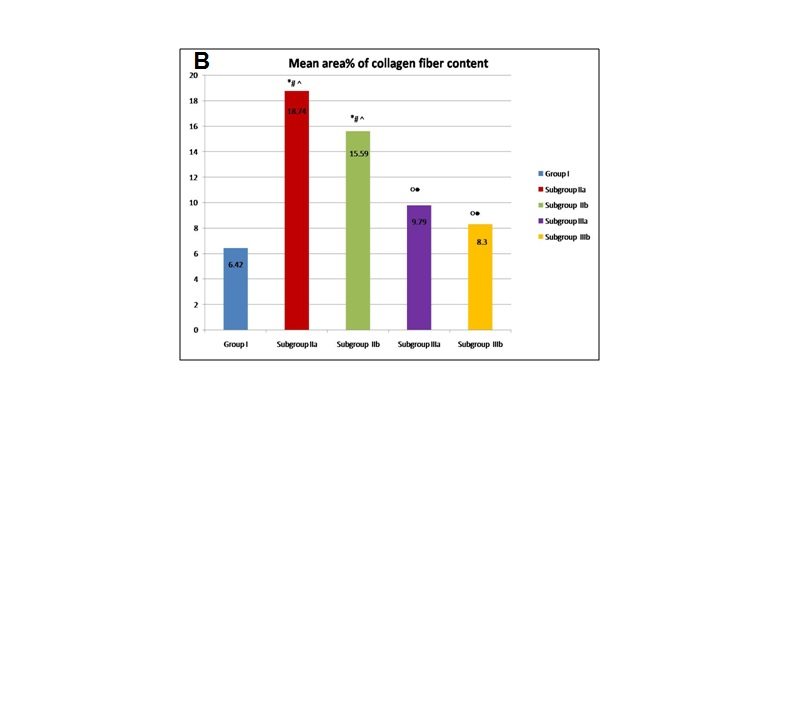 B
Mean area% of collagen fiber content
20
18
16
14
12
10
8
6
4
2
0
*# ^
18.74
*# ^
15.59
o●
9.79
o●
8.3
6.42
Group I
Subgroup IIa
Subgroup IIb
Subgroup IIIa
Subgroup IIIb
Group I
Subgroup IIa
Subgroup IIb
Subgroup IIIa
Subgroup IIIb